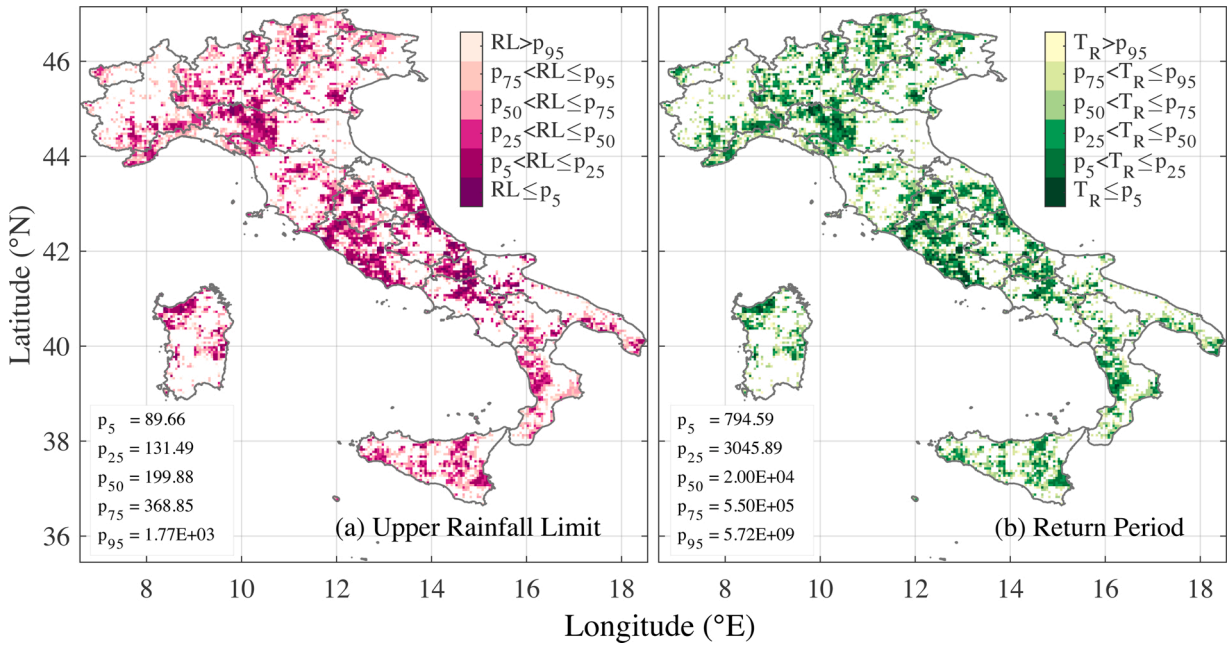 46
44
42
40
38
36
Latitude (°N)
RL>p95
p75<RL≤p95
p50<RL≤p75
p25<RL≤p50
p5<RL≤p25
RL≤p5
p5 = 89.66
p25 = 131.49
p50 = 199.88
p75 = 368.85
p95 = 1.77E+03
(a) Upper Rainfall Limit
8 10 12 14 16 18
TR>p95
p75<TR≤p95
p50<TR≤p75
p25<TR≤p50
p5<TR≤p25
TR≤p5
p5 = 794.59
p25 = 3045.89
p50 = 2.00E+04
p75 = 5.50E+05
p95 = 5.72E+09
(b) Return Period
8 10 12 14 16 18
Longitude (°E)